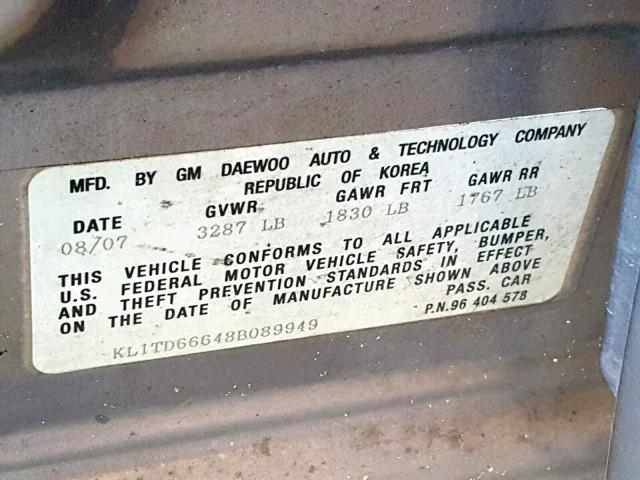 MFD. BY GM DAEWOO AUTO & TECHNOLOGY COMPANY
REPUBLIC OF KOREA
DATE GVWR GAWR FRT GAWR RR
08/07 3287 LB 1830 LB 1767 LB
THIS VEHICLE CONFORMS TO ALL APPLICABLE
U.S. FEDERAL MOTOR VEHICLE SAFETY, BUMPER,
AND THEFT PREVENTION STANDARDS IN EFFECT
ON THE DATE OF MANUFACTURE SHOWN ABOVE
PASS. CAR
KL1TD66648B089949 P.N.96 404 578